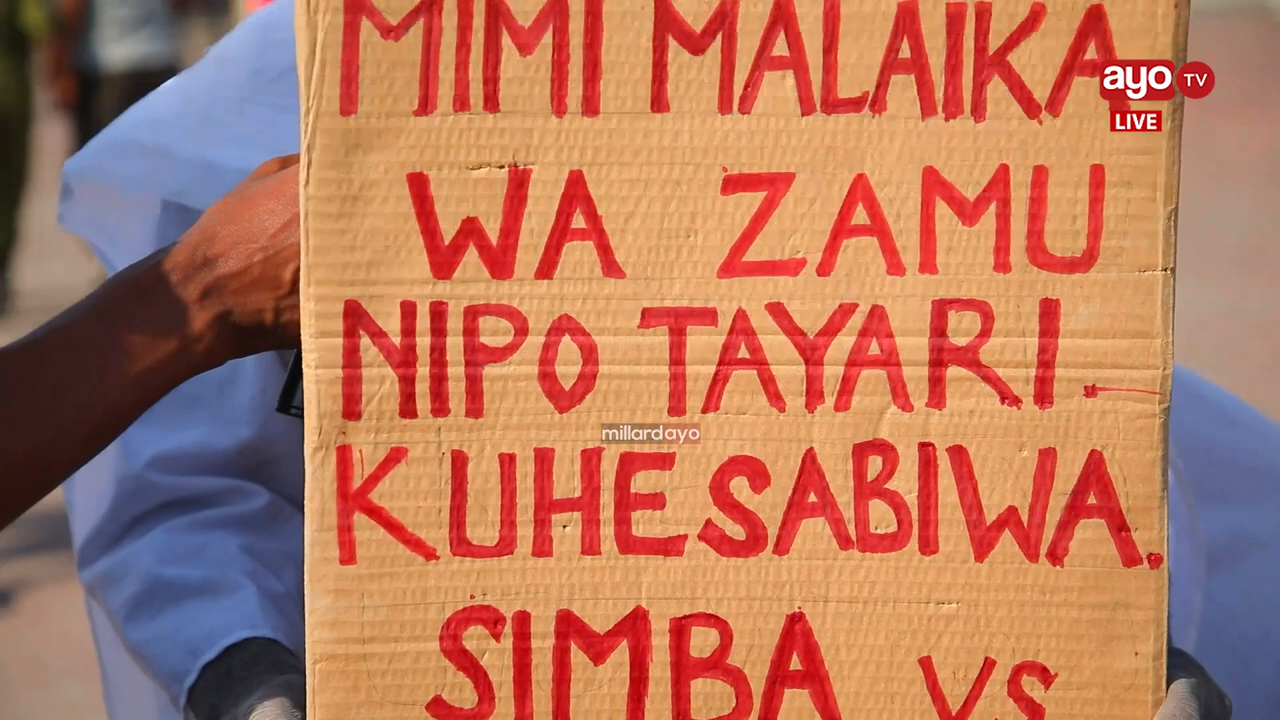 MIMI MALAIKA
WA ZAMU
NIPO TAYARI
KUHESABIWA.
SIMBA VS
ayo TV
LIVE
millardayo